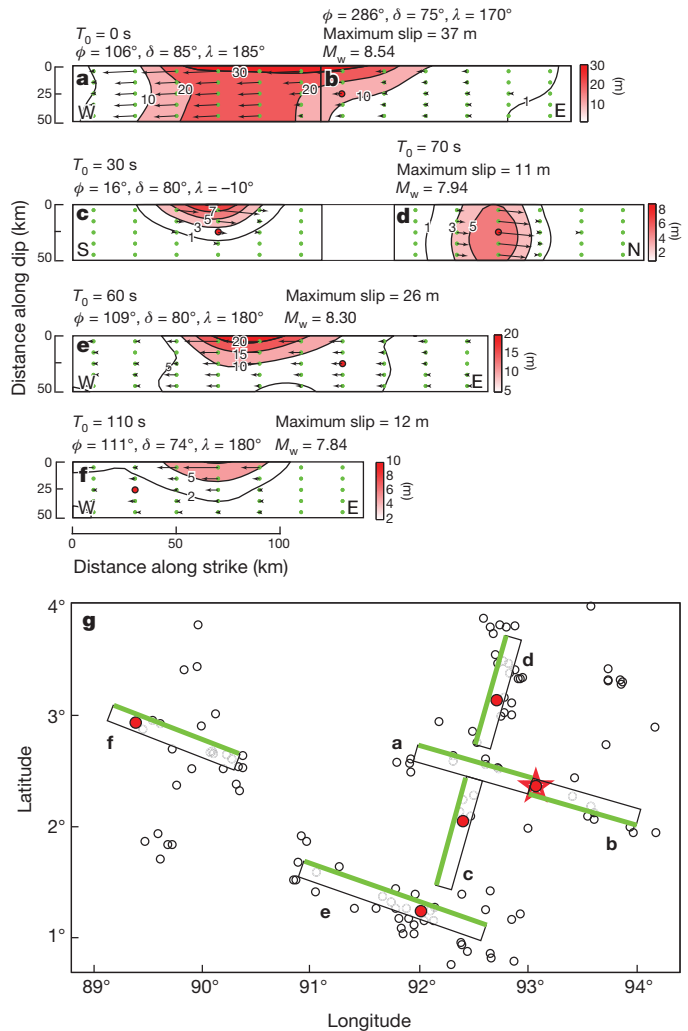 φ = 286°, δ = 75°, λ = 170°
T0 = 0 s Maximum slip = 37 m
φ = 106°, δ = 85°, λ = 185° Mw = 8.54
0 a 30 b 30
25 10 20 20 10 1 20 (m)
50 W E 10
T0 = 30 s T0 = 70 s
Maximum slip = 11 m
φ = 16°, δ = 80°, λ = −10° Mw = 7.94
0 c 7 d 8
25 5 3 1 1 3 5 6 (m)
4
50 S N 2
Distance along dip (km)
T0 = 60 s Maximum slip = 26 m
φ = 109°, δ = 80°, λ = 180° Mw = 8.30
0 e 20 20
15 15 (m)
5 10 10
50 W E 5
T0 = 110 s Maximum slip = 12 m
φ = 111°, δ = 74°, λ = 180° Mw = 7.84
0 f 5 10
8
25 2 6 (m)
4
50 W E 2
0 50 100
Distance along strike (km)
4° g
d
3°
f a
Latitude
2°
b
c
e
1°
89° 90° 91° 92° 93° 94°
Longitude